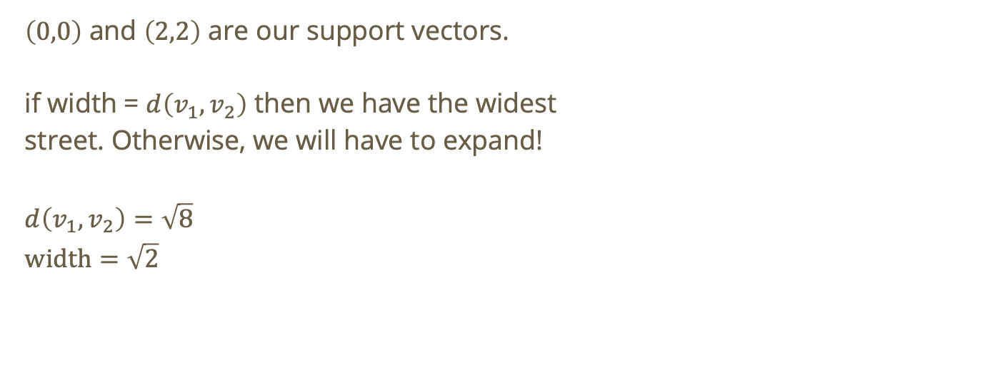 (0,0) and (2,2) are our support vectors.
if width = 𝑑(𝑣₁, 𝑣₂) then we have the widest
street. Otherwise, we will have to expand!
𝑑(𝑣₁, 𝑣₂) = √8
width = √2